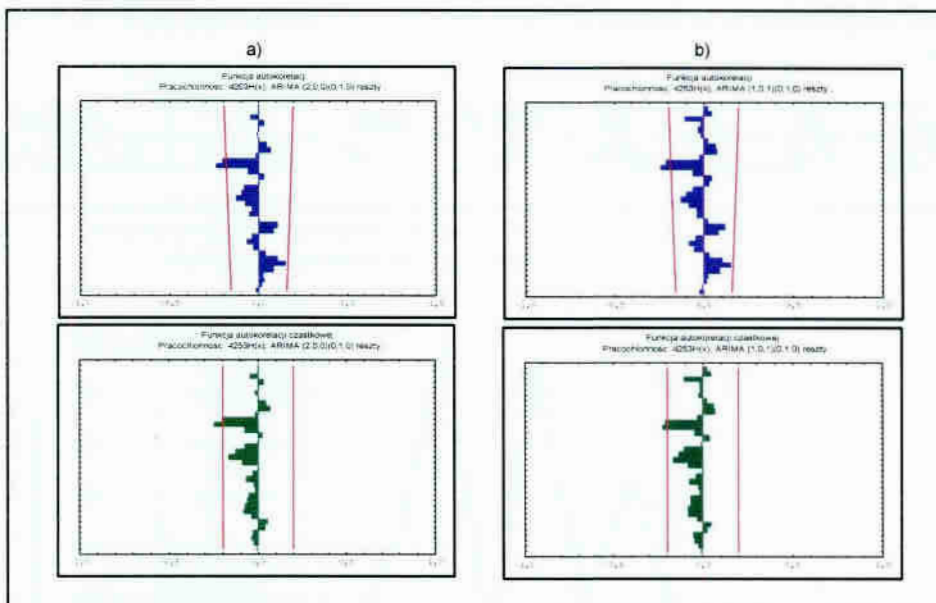 a)
Funkcja autokorelacji
Pracochłonność: 4253H(x), ARIMA (2,0,0)(0,1,0) reszty
b)
Funkcja autokorelacji
Pracochłonność: 4253H(x), ARIMA (1,0,1)(0,1,0) reszty
Funkcja autokorelacji cząstkowej
Pracochłonność: 4253H(x), ARIMA (2,0,0)(0,1,0) reszty
Funkcja autokorelacji cząstkowej
Pracochłonność: 4253H(x), ARIMA (1,0,1)(0,1,0) reszty